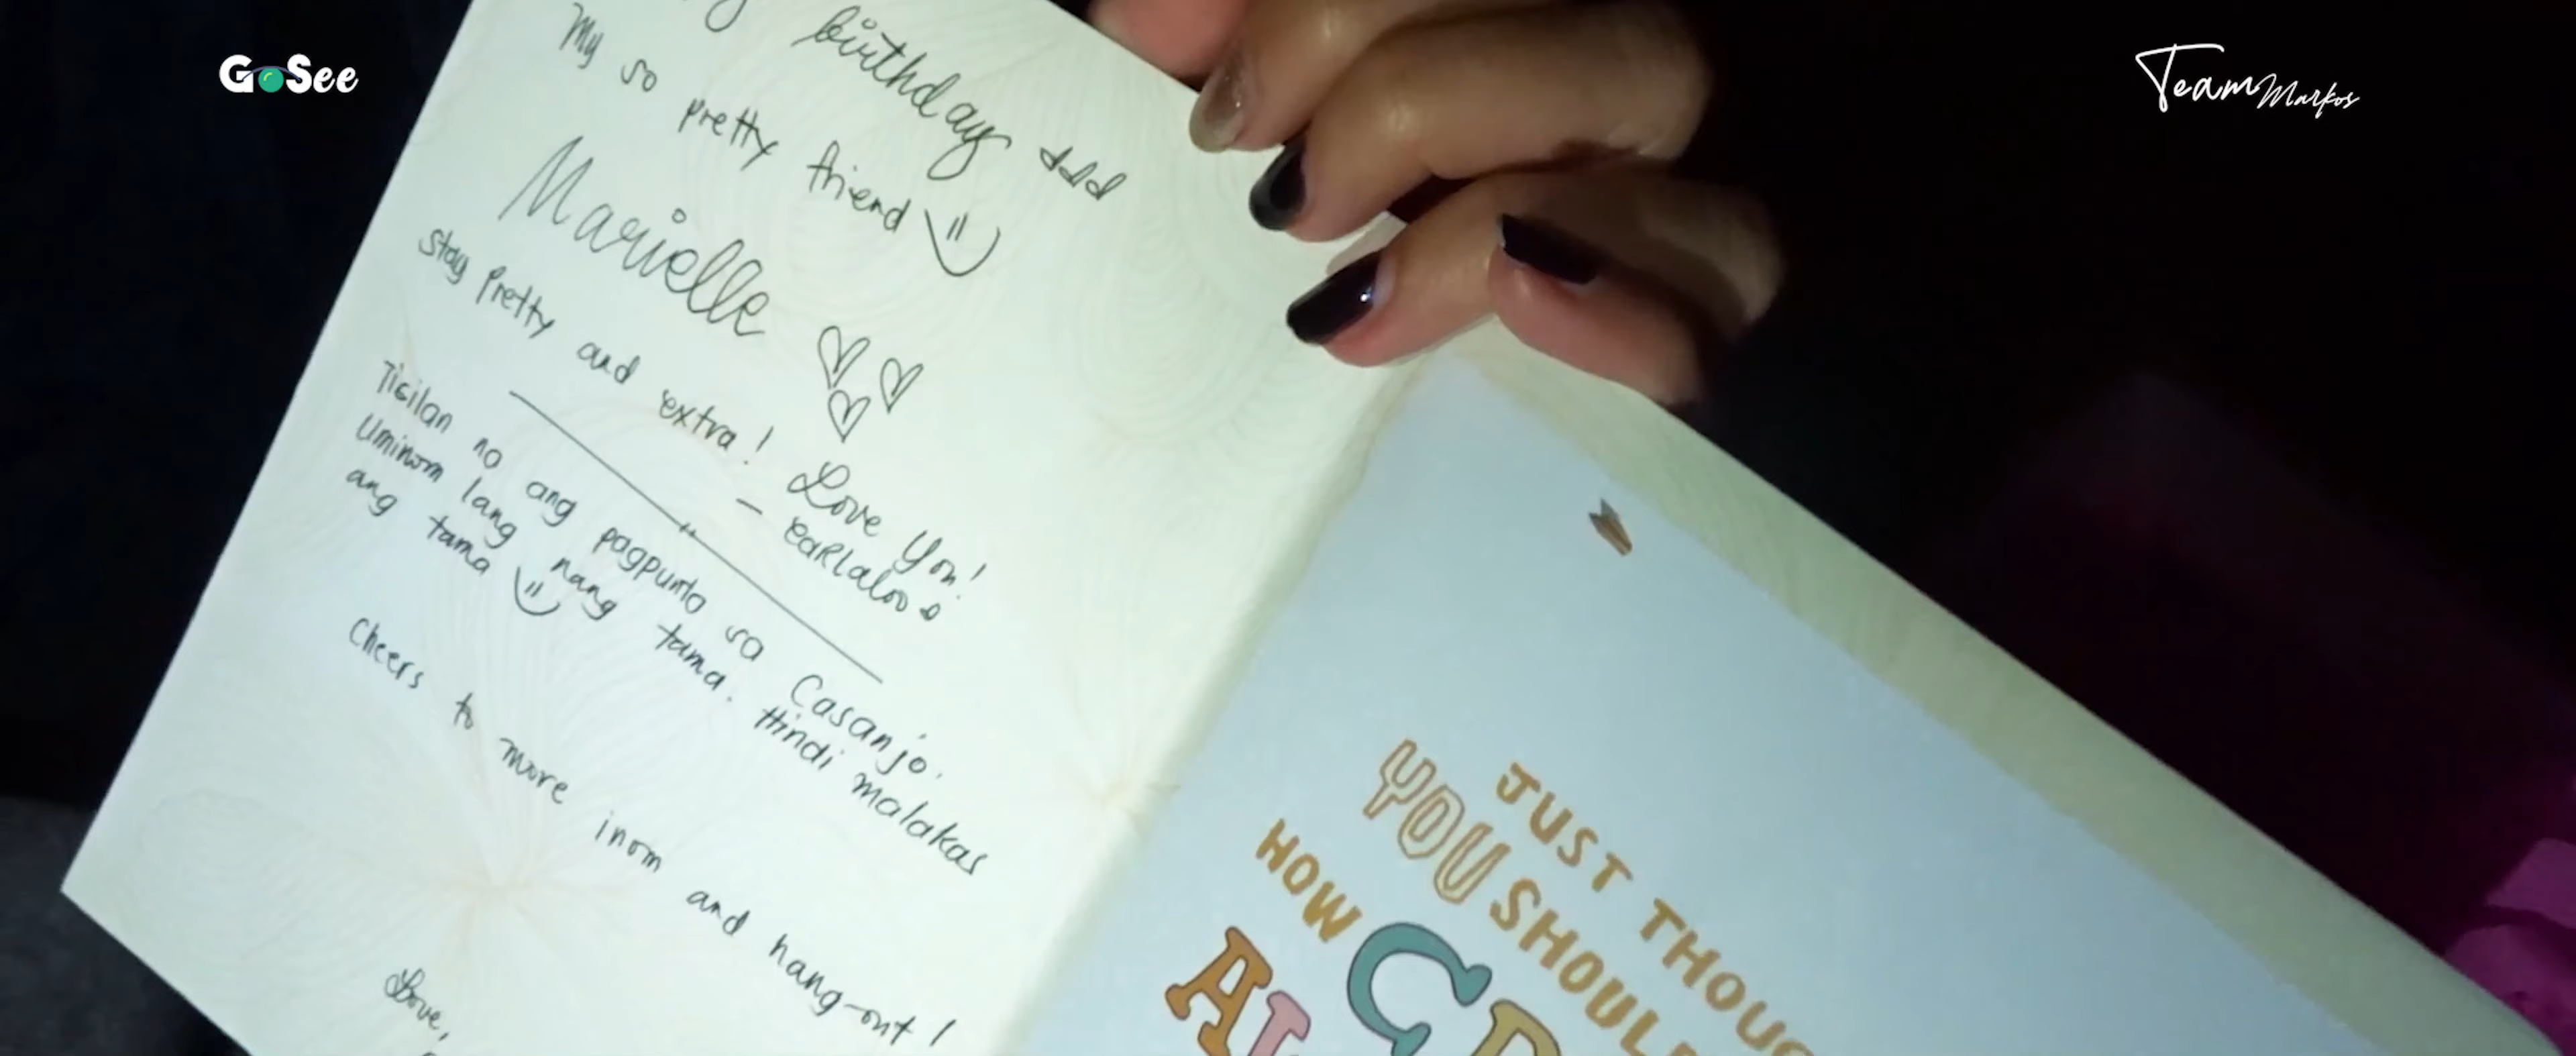 GoSee
Team Markos
birthday
My so pretty friend
Marielle
stay pretty and extra! Love You!
- earlaloo
Tigilan no ang pagpunta sa Casanjo.
Uminom lang nang tama. Hindi malakas
ang tama
Cheers to more inom and hang-out!
Love,
JUST THOUG
YOU SHOUL
HOW